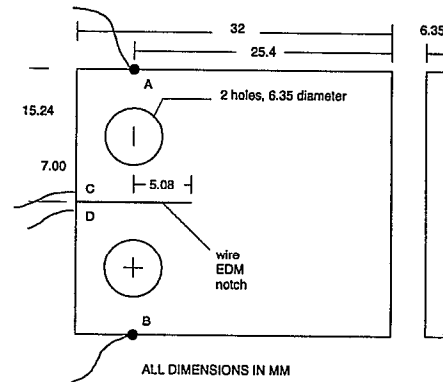 32
6.35
25.4
A
15.24
2 holes, 6.35 diameter
7.00
5.08
C
D
wire
EDM
notch
B
ALL DIMENSIONS IN MM